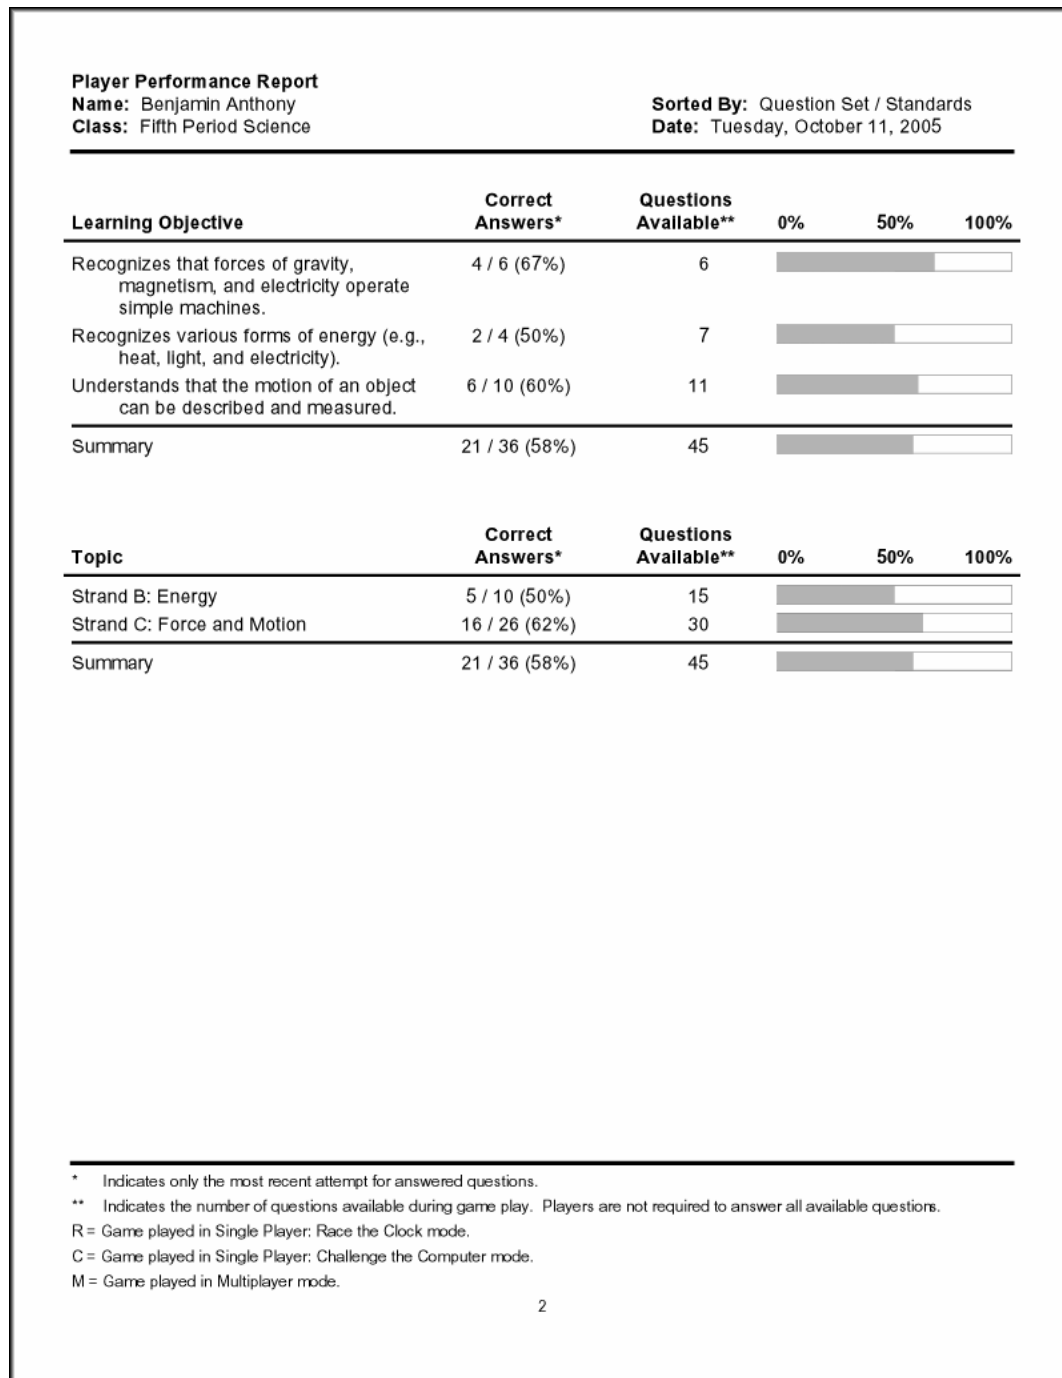 Player Performance Report
Name: Benjamin Anthony
Sorted By: Question Set / Standards
Class: Fifth Period Science
Date: Tuesday, October 11, 2005
Correct Questions
Learning Objective Answers* Available** 0% 50% 100%
Recognizes that forces of gravity, 4 / 6 (67%) 6
magnetism, and electricity operate
simple machines.
Recognizes various forms of energy (e.g., 2 / 4 (50%) 7
heat, light, and electricity).
Understands that the motion of an object 6 / 10 (60%) 11
can be described and measured.
Summary 21 / 36 (58%) 45
Correct Questions
Topic Answers* Available** 0% 50% 100%
Strand B: Energy 5 / 10 (50%) 15
Strand C: Force and Motion 16 / 26 (62%) 30
Summary 21 / 36 (58%) 45
* Indicates only the most recent attempt for answered questions.
** Indicates the number of questions available during game play. Players are not required to answer all available questions.
R = Game played in Single Player: Race the Clock mode.
C = Game played in Single Player: Challenge the Computer mode.
M = Game played in Multiplayer mode.
2